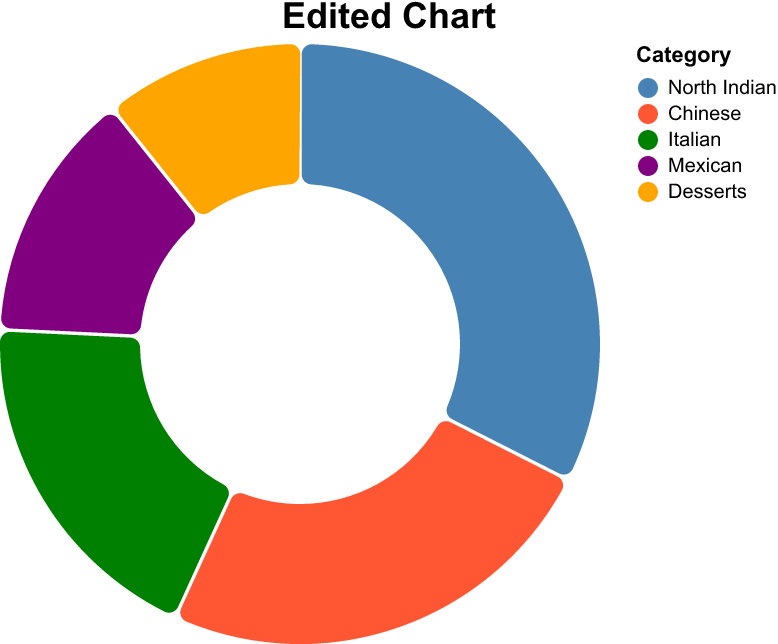 Edited Chart
Category
North Indian
Chinese
Italian
Mexican
Desserts